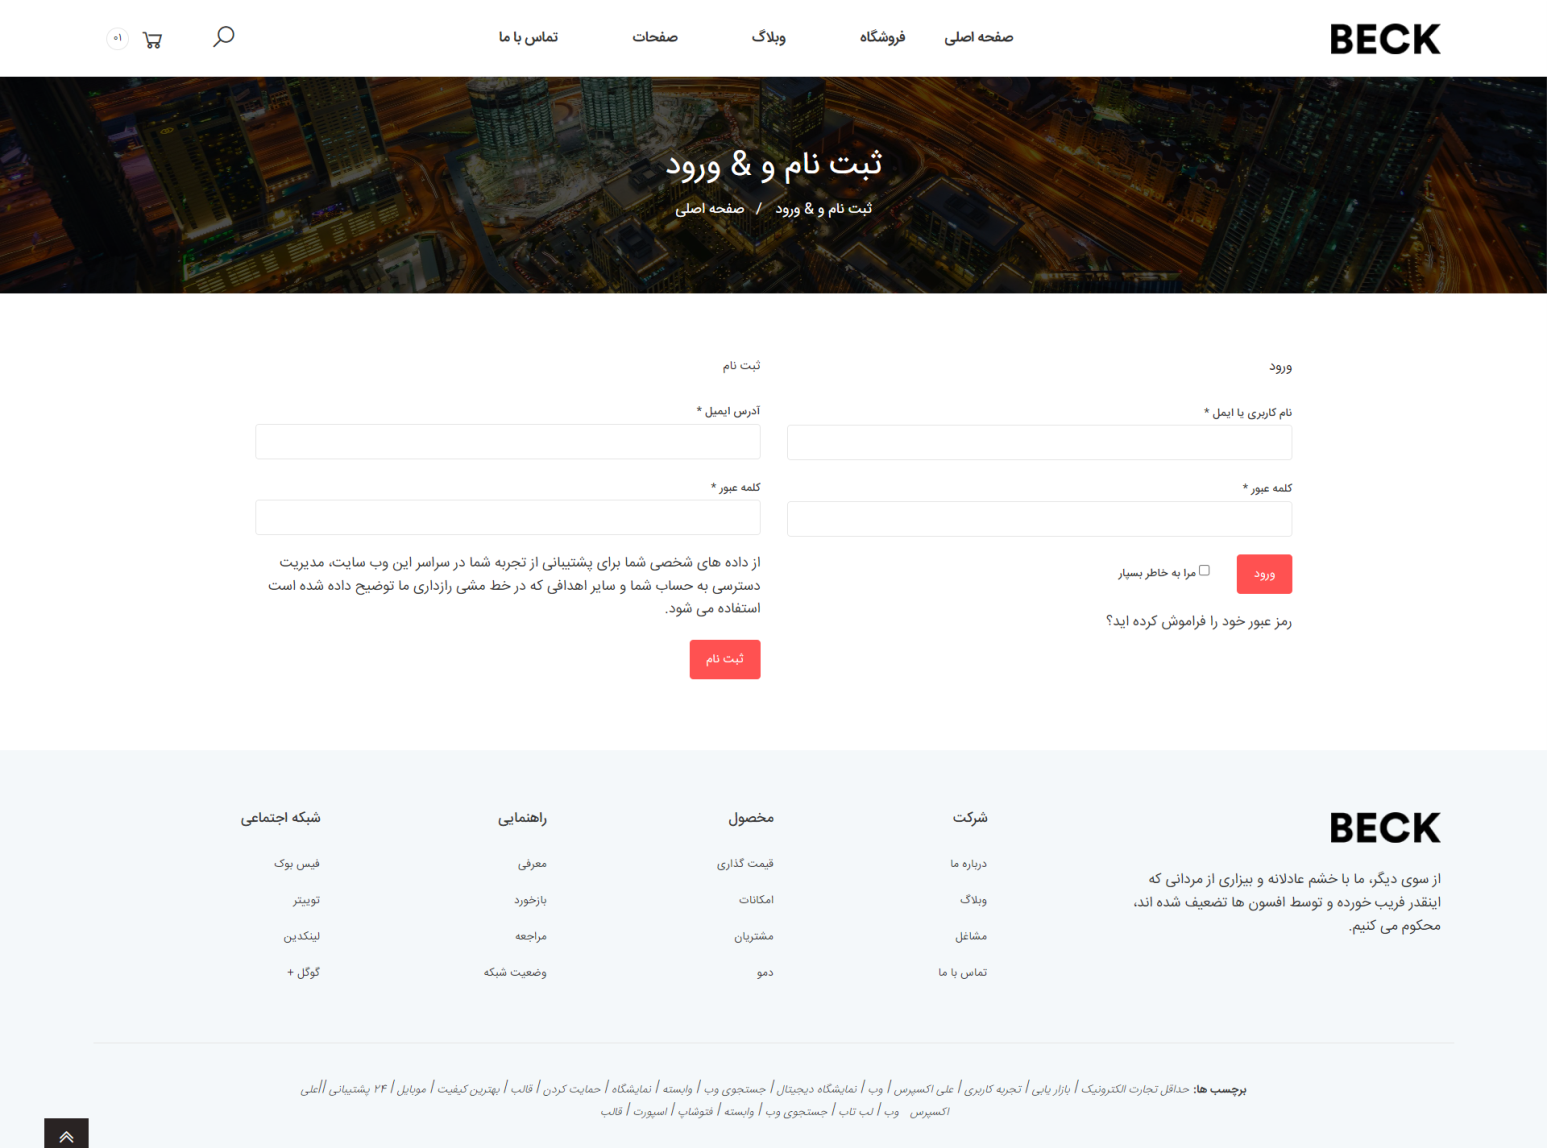 BECK
صفحه اصلی
فروشگاه
وبلاگ
صفحات
تماس با ما
۰۱
ثبت نام و & ورود
ثبت نام و & ورود / صفحه اصلی
ورود
نام کاربری یا ایمل *
کلمه عبور *
ورود
مرا به خاطر بسپار
رمز عبور خود را فراموش کرده اید؟
ثبت نام
آدرس ایمیل *
کلمه عبور *
از داده های شخصی شما برای پشتیبانی از تجربه شما در سراسر این وب سایت، مدیریت
دسترسی به حساب شما و سایر اهدافی که در خط مشی رازداری ما توضیح داده شده است
استفاده می شود.
ثبت نام
BECK
از سوی دیگر، ما با خشم عادلانه و بیزاری از مردانی که
اینقدر فریب خورده و توسط افسون ها تضعیف شده اند،
محکوم می کنیم.
شرکت
درباره ما
وبلاگ
مشاغل
تماس با ما
محصول
قیمت گذاری
امکانات
مشتریان
دمو
راهنمایی
معرفی
بازخورد
مراجعه
وضعیت شبکه
شبکه اجتماعی
فیس بوک
توییتر
لینکدین
گوگل +
برچسب ها: حداقل تجارت الکترونیک / بازار یابی / تجربه کاربری / علی اکسپرس / وب / نمایشگاه دیجیتال / جستجوی وب / وابسته / نمایشگاه / حمایت کردن / قالب / بهترین کیفیت / موبایل / ۲۴ پشتیبانی //علی
اکسپرس وب / لب تاب / جستجوی وب / وابسته / فتوشاپ / اسپورت / قالب